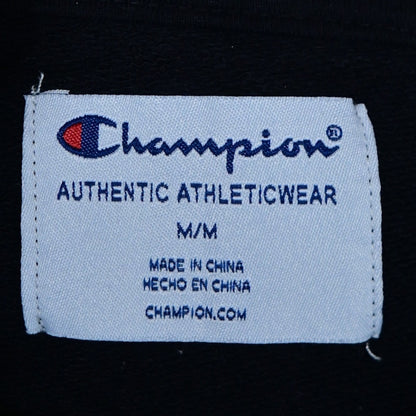 Champion®
AUTHENTIC ATHLETICWEAR
M/M
MADE IN CHINA
HECHO EN CHINA
CHAMPION.COM